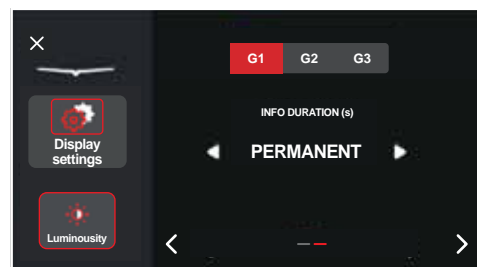 G1 G2 G3
INFO DURATION (s)
Display
settings
PERMANENT
Luminousity